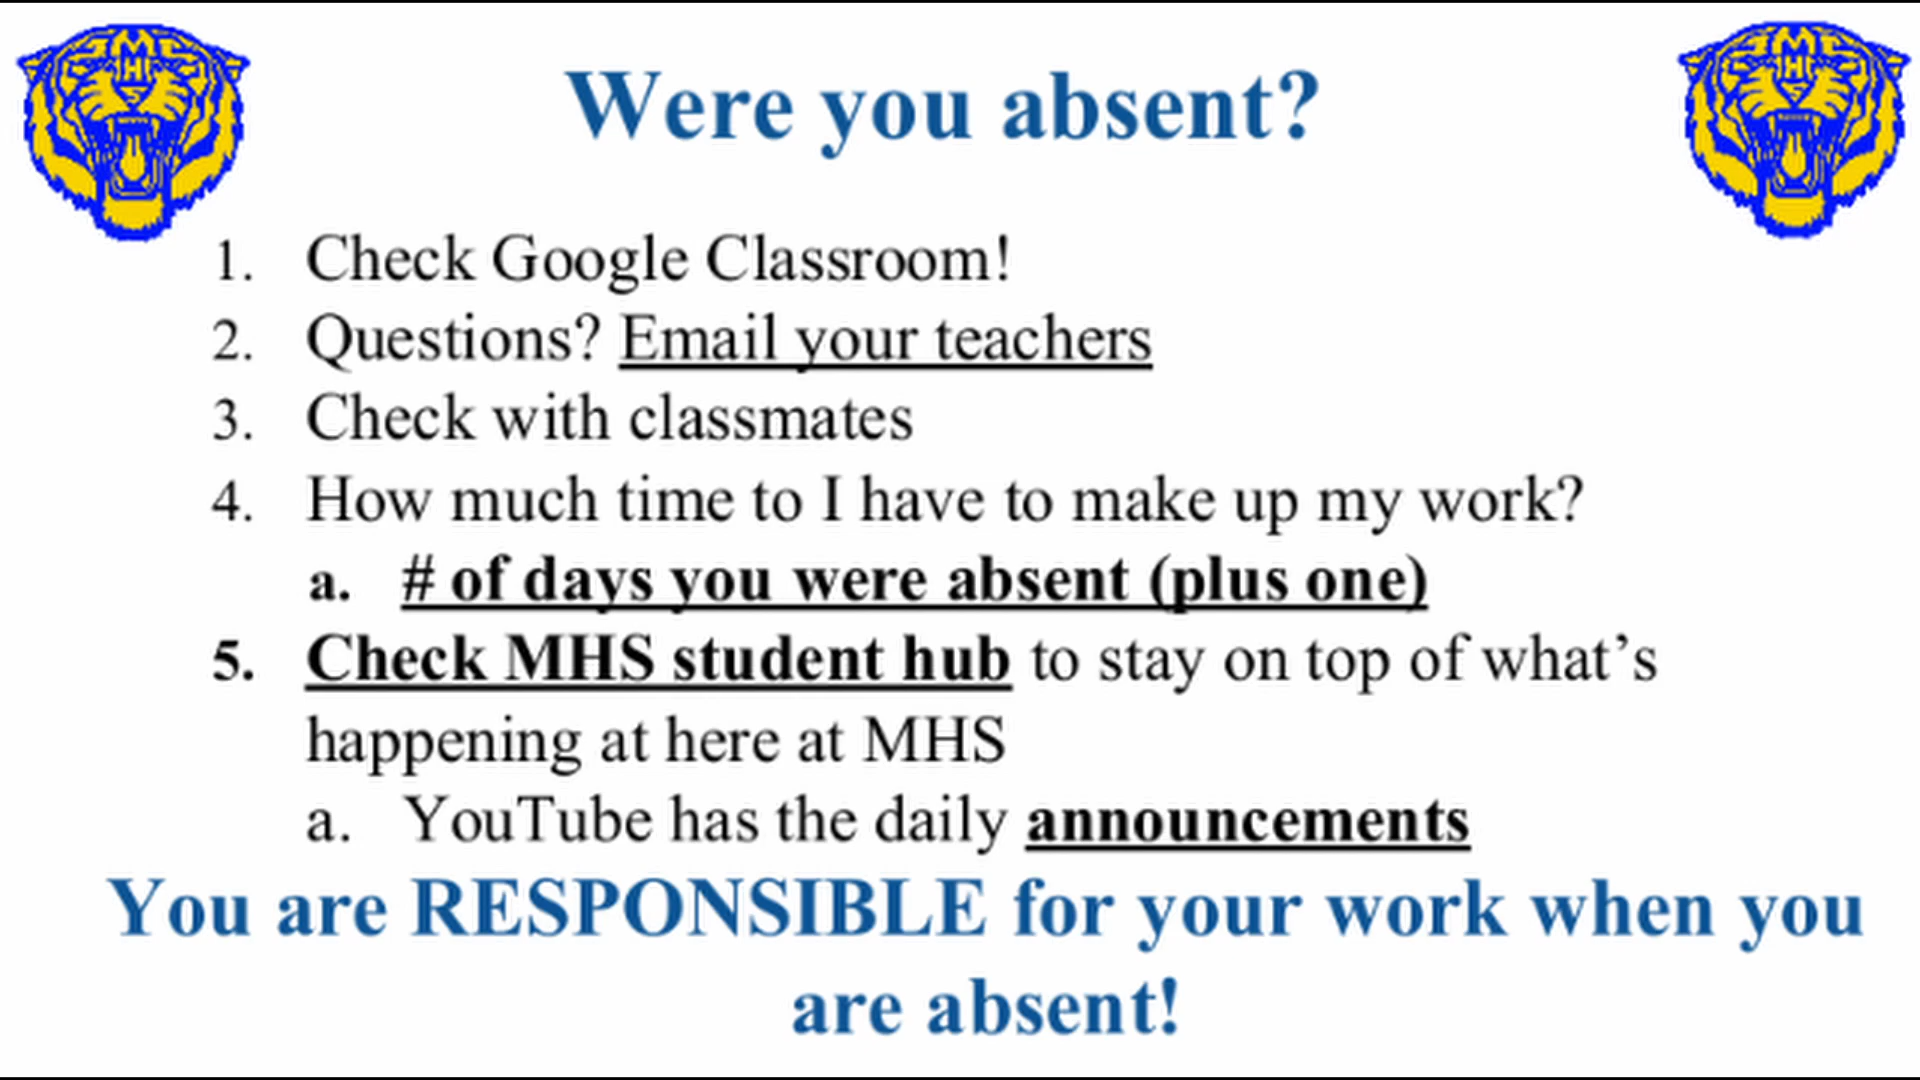 Were you absent?
1. Check Google Classroom!
2. Questions? Email your teachers
3. Check with classmates
4. How much time to I have to make up my work?
a. # of days you were absent (plus one)
5. Check MHS student hub to stay on top of what’s
happening at here at MHS
a. YouTube has the daily announcements
You are RESPONSIBLE for your work when you
are absent!
MHS
MHS